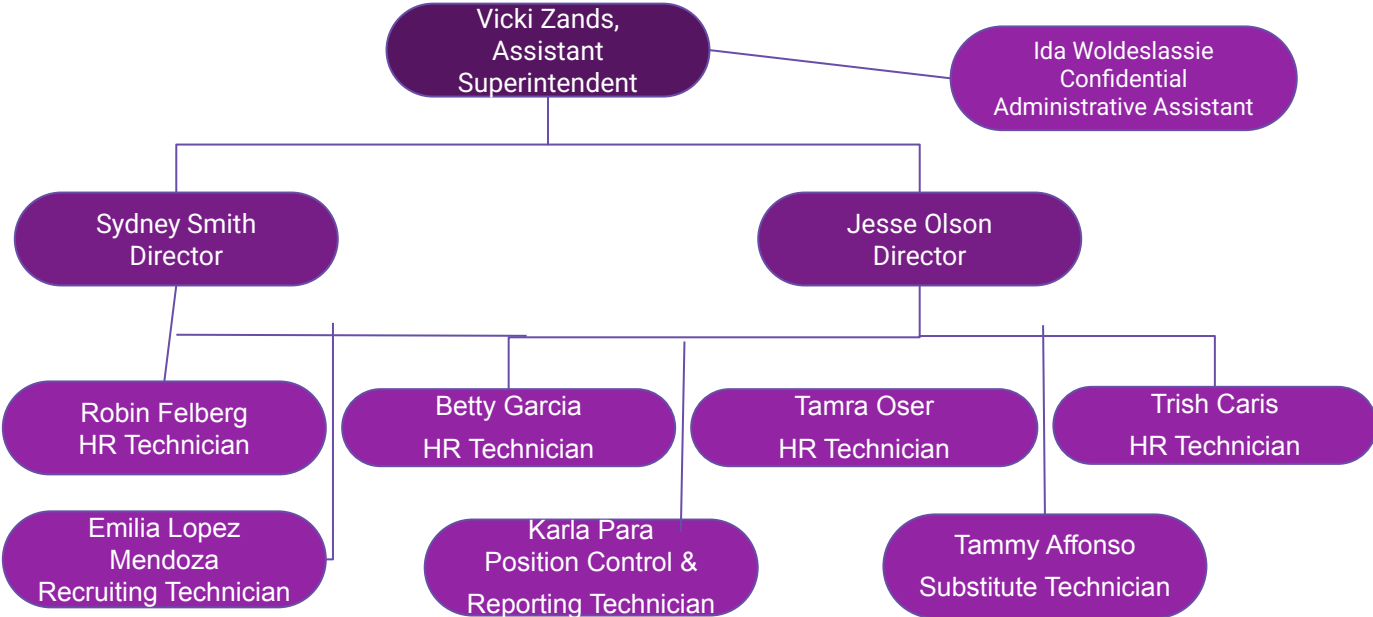 Vicki Zands,
Assistant
Superintendent
Ida Woldeslassie
Confidential
Administrative Assistant
Sydney Smith
Director
Jesse Olson
Director
Robin Felberg
HR Technician
Betty Garcia
HR Technician
Tamra Oser
HR Technician
Trish Caris
HR Technician
Emilia Lopez
Mendoza
Recruiting Technician
Karla Para
Position Control &
Reporting Technician
Tammy Affonso
Substitute Technician